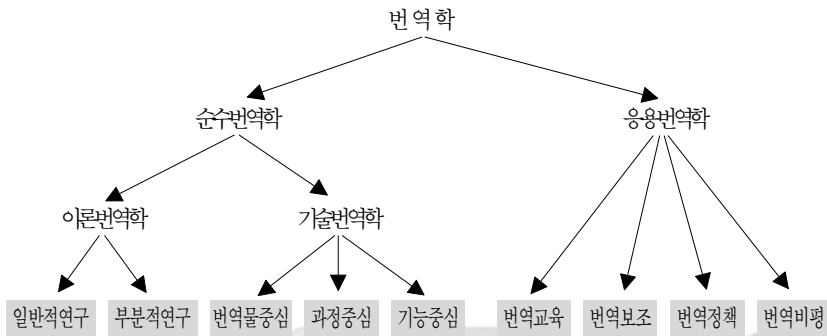 번 역 학
순수번역학 응용번역학
이론번역학 기술번역학
일반적연구 부분적연구 번역물중심 과정중심 기능중심 번역교육 번역보조 번역정책 번역비평